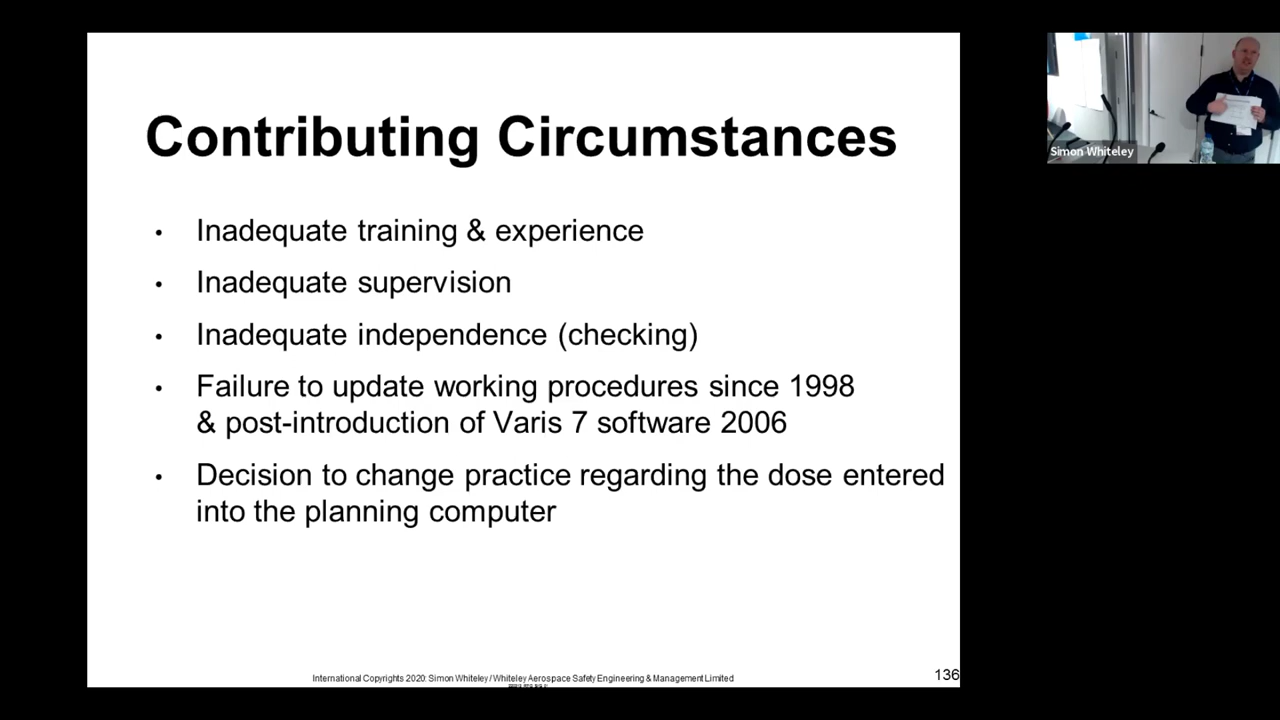 Contributing Circumstances
Simon Whiteley
• Inadequate training & experience
• Inadequate supervision
• Inadequate independence (checking)
• Failure to update working procedures since 1998
& post-introduction of Varis 7 software 2006
• Decision to change practice regarding the dose entered
into the planning computer
International Copyrights 2020: Simon Whiteley / Whiteley Aerospace Safety Engineering & Management Limited
136